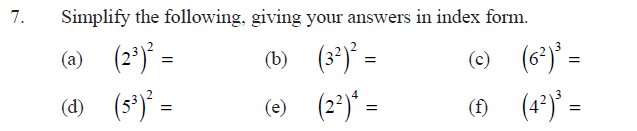 7. Simplify the following, giving your answers in index form.
(a) (2³)² = (b) (3²)² = (c) (6²)³ =
(d) (5³)² = (e) (2²)⁴ = (f) (4²)³ =